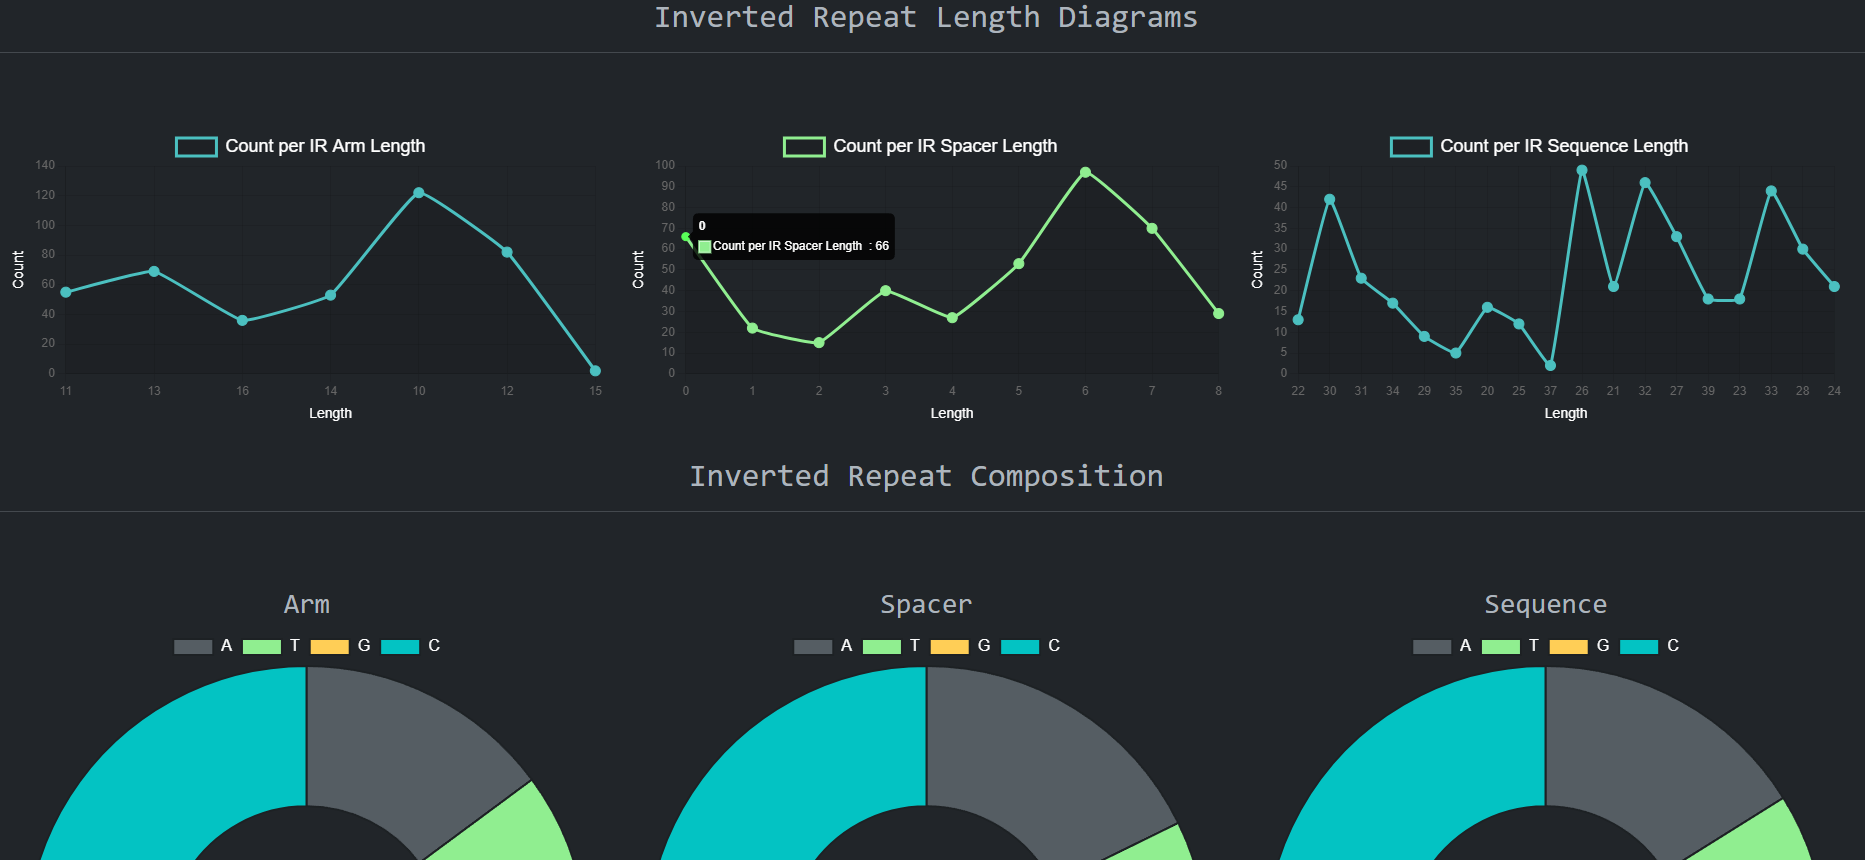 Inverted Repeat Length Diagrams
Count per IR Arm Length
140
120
100
80
60
40
20
0
Count
11 13 16 14 10 12 15
Length
Count per IR Spacer Length
100
90
80
70
60
50
40
30
20
10
0
Count
0
Count per IR Spacer Length : 66
0 1 2 3 4 5 6 7 8
Length
Count per IR Sequence Length
50
45
40
35
30
25
20
15
10
5
0
Count
22 30 31 34 29 35 20 25 37 26 21 32 27 39 23 33 28 24
Length
Inverted Repeat Composition
Arm
A T G C
Spacer
A T G C
Sequence
A T G C